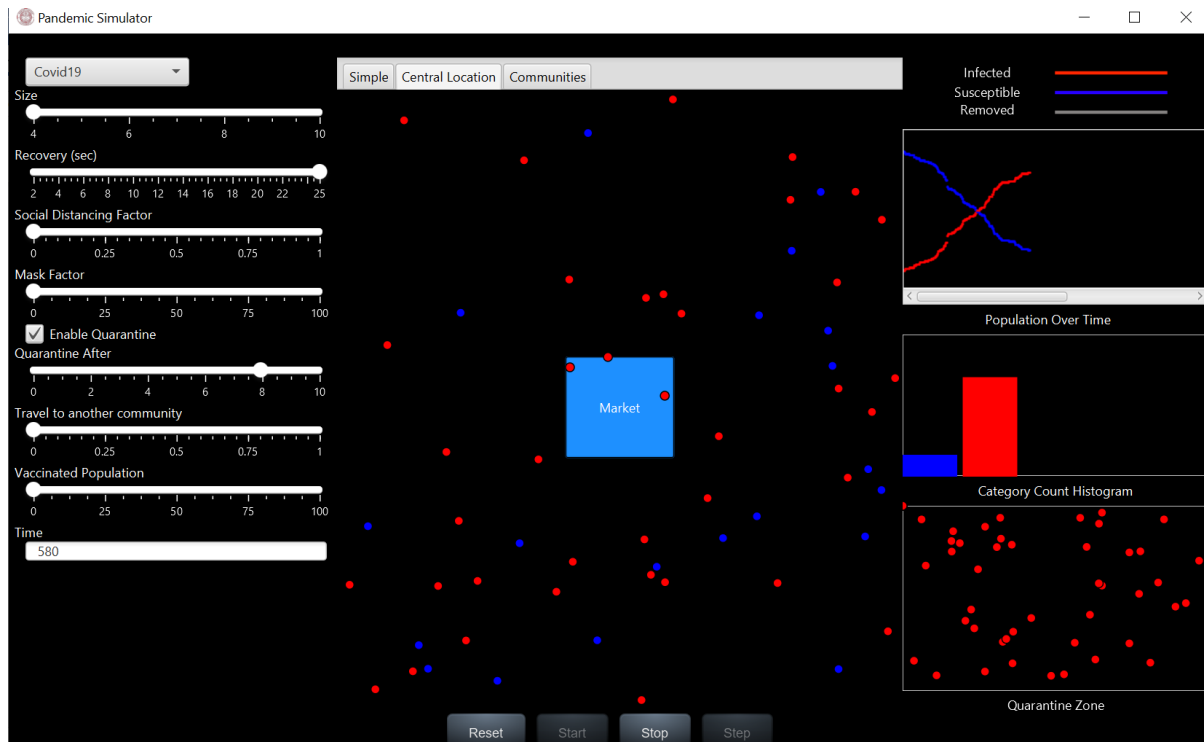 Pandemic Simulator
Covid19
Size
4 6 8 10
Recovery (sec)
2 4 6 8 10 12 14 16 18 20 22 25
Social Distancing Factor
0 0.25 0.5 0.75 1
Mask Factor
0 25 50 75 100
Enable Quarantine
Quarantine After
0 2 4 6 8 10
Travel to another community
0 0.25 0.5 0.75 1
Vaccinated Population
0 25 50 75 100
Time
580
Simple Central Location Communities
Market
Reset Start Stop Step
Infected
Susceptible
Removed
Population Over Time
Category Count Histogram
Quarantine Zone